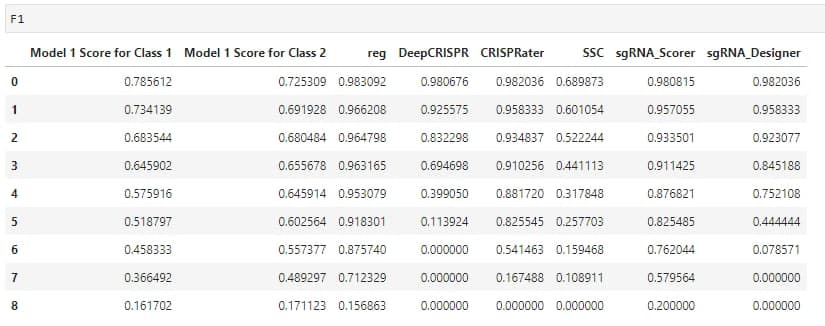 F1
Model 1 Score for Class 1 Model 1 Score for Class 2 reg DeepCRISPR CRISPRater SSC sgRNA_Scorer sgRNA_Designer
0 0.785612 0.725309 0.983092 0.980676 0.982036 0.689873 0.980815 0.982036
1 0.734139 0.691928 0.966208 0.925575 0.958333 0.601054 0.957055 0.958333
2 0.683544 0.680484 0.964798 0.832298 0.934837 0.522244 0.933501 0.923077
3 0.645902 0.655678 0.963165 0.694698 0.910256 0.441113 0.911425 0.845188
4 0.575916 0.645914 0.953079 0.399050 0.881720 0.317848 0.876821 0.752108
5 0.518797 0.602564 0.918301 0.113924 0.825545 0.257703 0.825485 0.444444
6 0.458333 0.557377 0.875740 0.000000 0.541463 0.159468 0.762044 0.078571
7 0.366492 0.489297 0.712329 0.000000 0.167488 0.108911 0.579564 0.000000
8 0.161702 0.171123 0.156863 0.000000 0.000000 0.000000 0.200000 0.000000